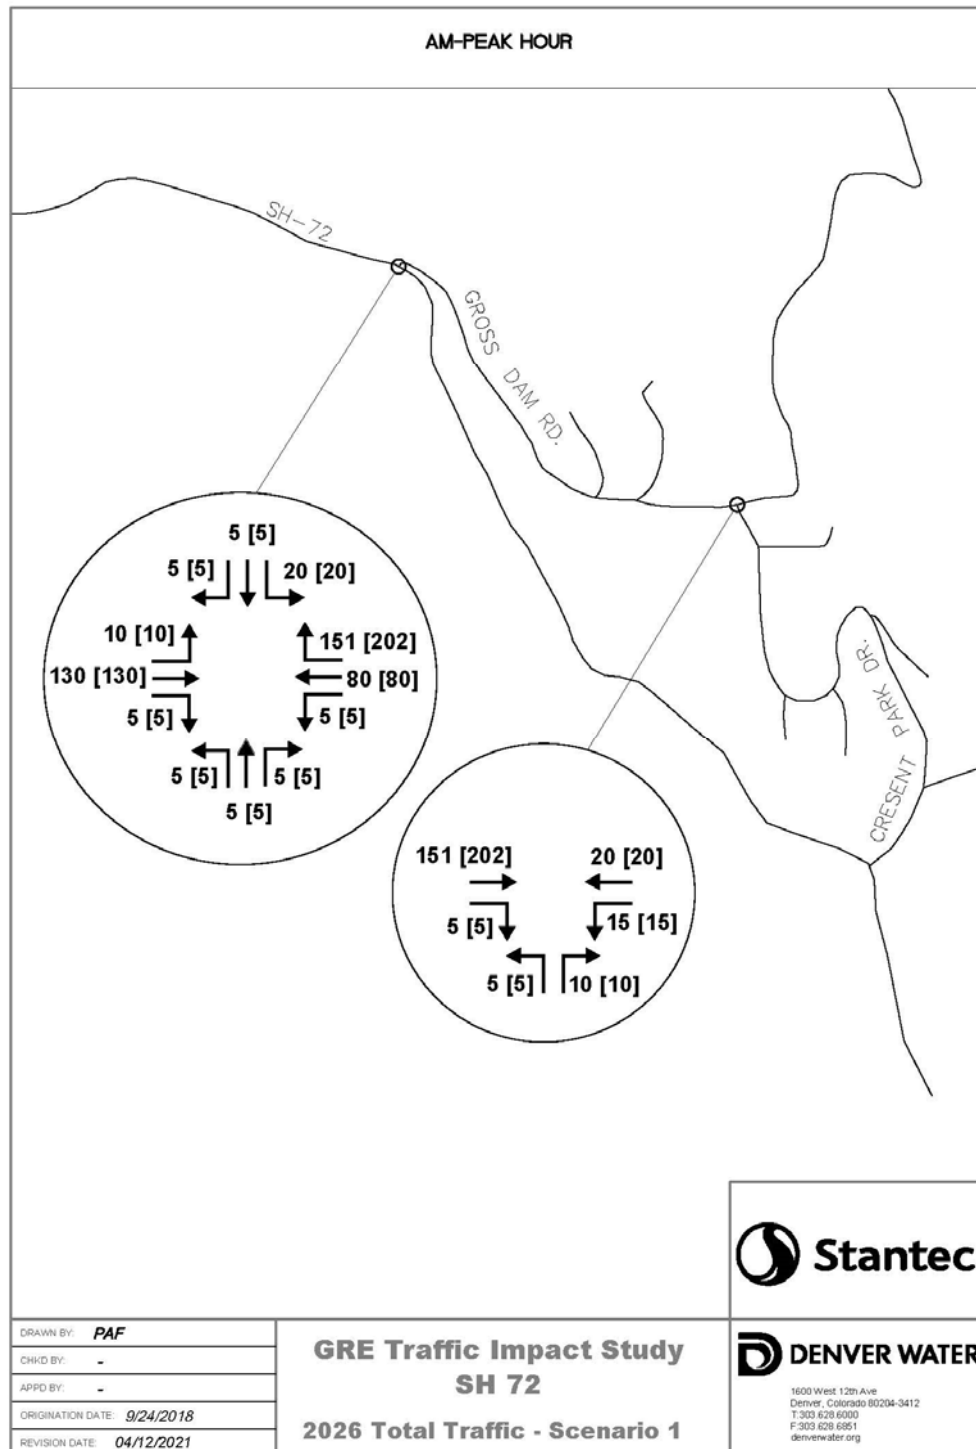 AM-PEAK HOUR
SH-72
GROSS DAM RD.
5 [5]
5 [5]
20 [20]
10 [10]
151 [202]
130 [130]
80 [80]
5 [5]
5 [5]
5 [5]
5 [5]
5 [5]
CRESENT PARK DR.
151 [202]
20 [20]
5 [5]
15 [15]
5 [5]
10 [10]
Stantec
DRAWN BY: PAF
CHKD BY: -
APPD BY: -
ORIGINATION DATE: 9/24/2018
REVISION DATE: 04/12/2021
GRE Traffic Impact Study
SH 72
2026 Total Traffic - Scenario 1
DENVER WATER
1600 West 12th Ave
Denver, Colorado 80204-3412
T:303.628.6000
F:303.628.6851
denverwater.org